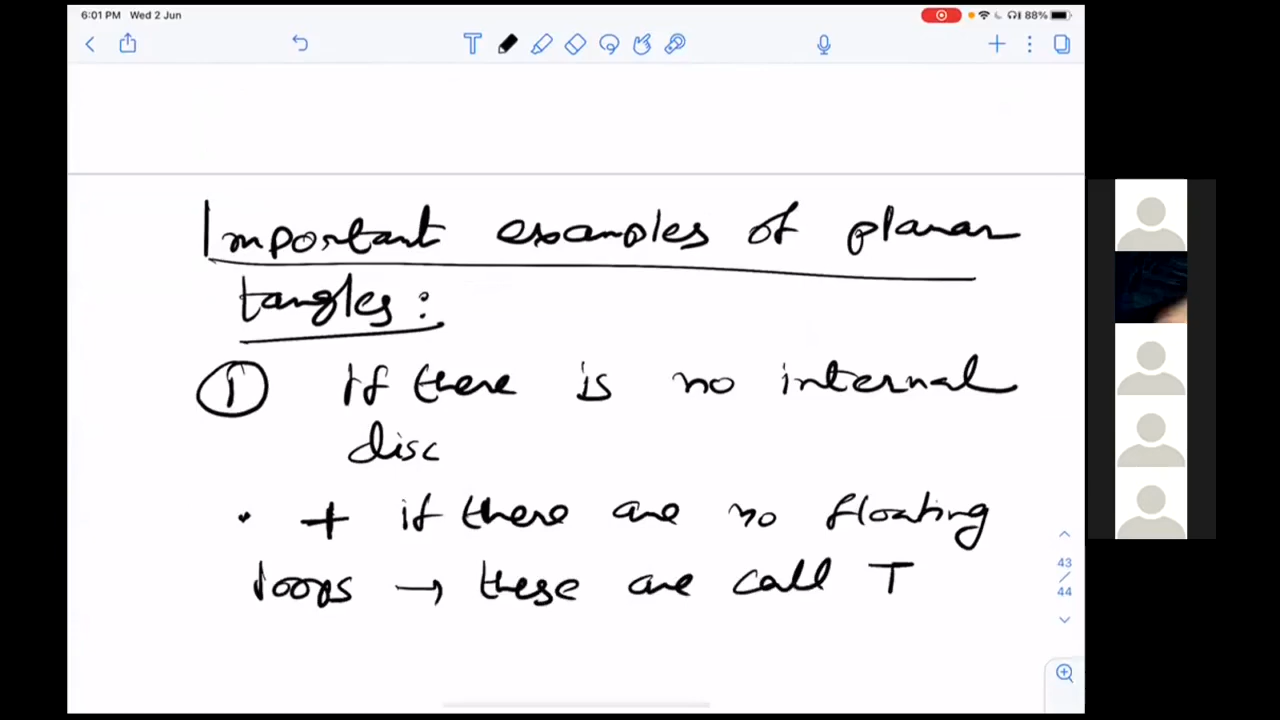 6:01 PM Wed 2 Jun
88%
T
Important examples of planar
tangles:
1 If there is no internal
disc
+ if there are no floating
loops → these are call T
43
/
44